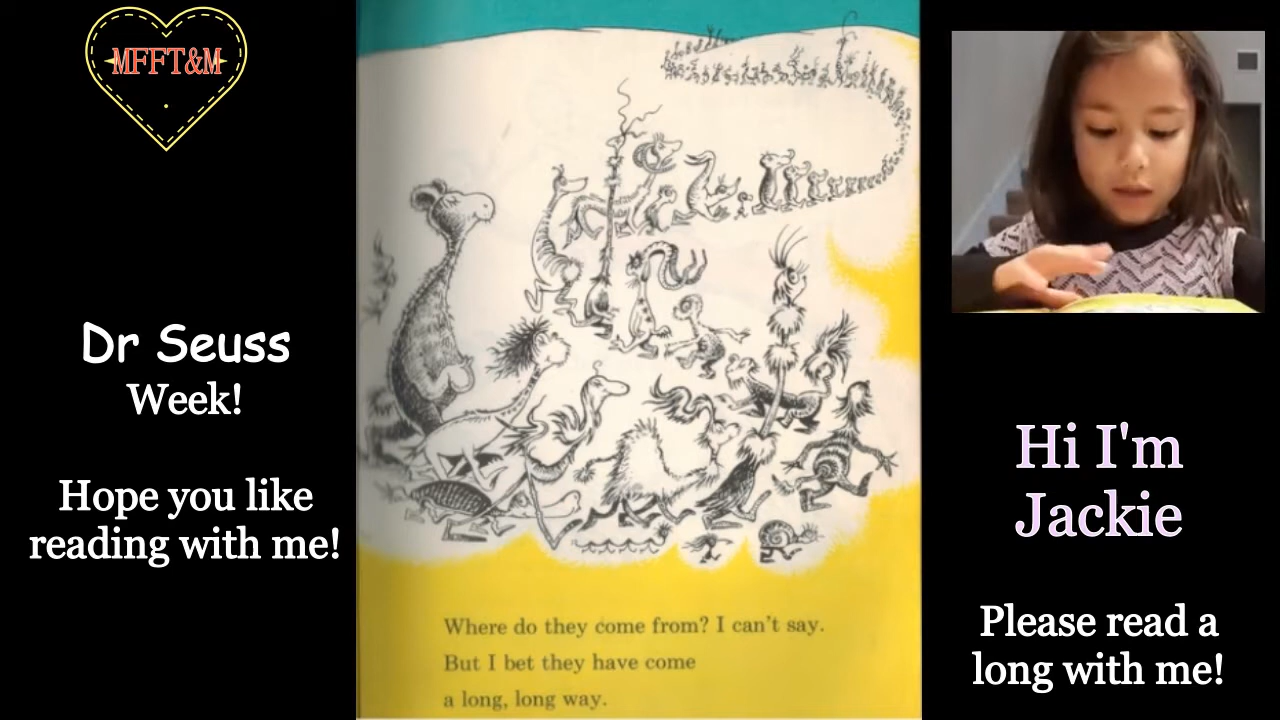 MFFT&M
Dr Seuss
Week!
Hope you like
reading with me!
Where do they come from? I can't say.
But I bet they have come
a long, long way.
Hi I'm
Jackie
Please read a
long with me!